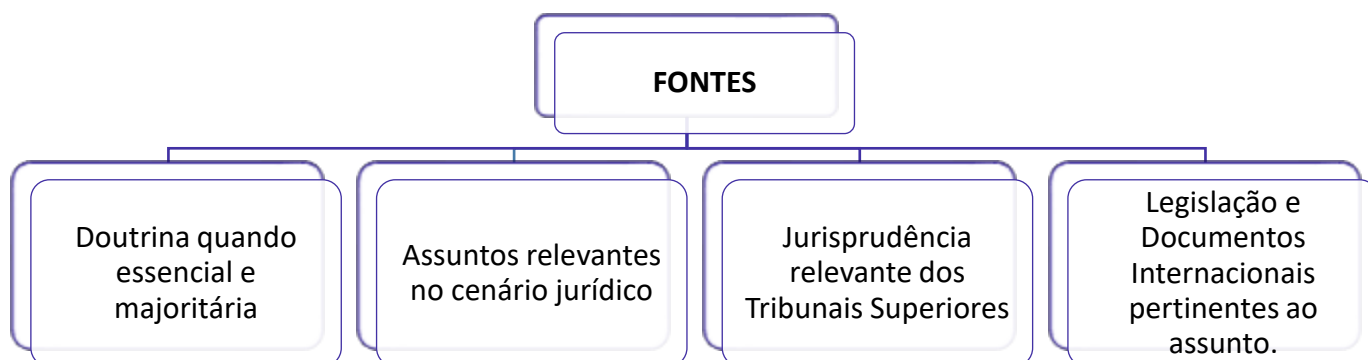 FONTES
Doutrina quando
essencial e
majoritária
Assuntos relevantes
no cenário jurídico
Jurisprudência
relevante dos
Tribunais Superiores
Legislação e
Documentos
Internacionais
pertinentes ao
assunto.